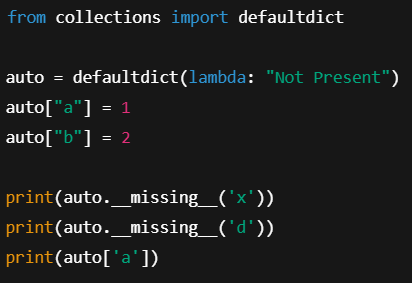 from collections import defaultdict
auto = defaultdict(lambda: "Not Present")
auto["a"] = 1
auto["b"] = 2
print(auto.__missing__('x'))
print(auto.__missing__('d'))
print(auto['a'])